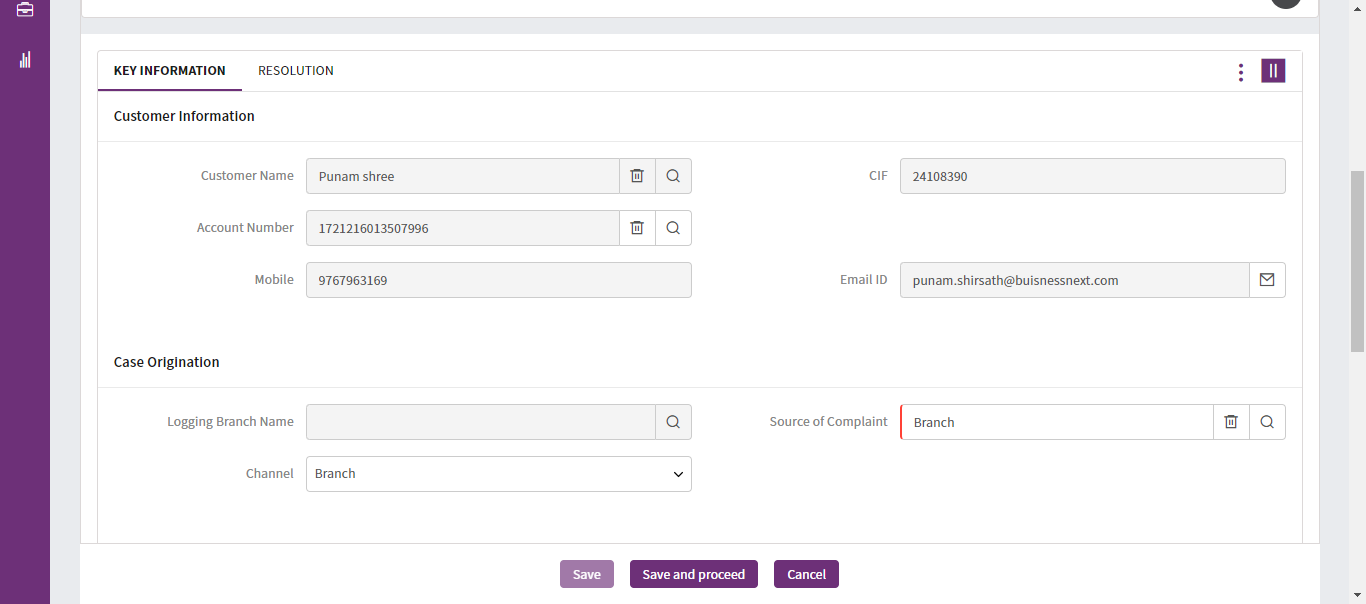 KEY INFORMATION RESOLUTION
Customer Information
Customer Name Punam shree CIF 24108390
Account Number 1721216013507996
Mobile 9767963169 Email ID punam.shirsath@buisnessnext.com
Case Origination
Logging Branch Name Source of Complaint Branch
Channel Branch
Save Save and proceed Cancel